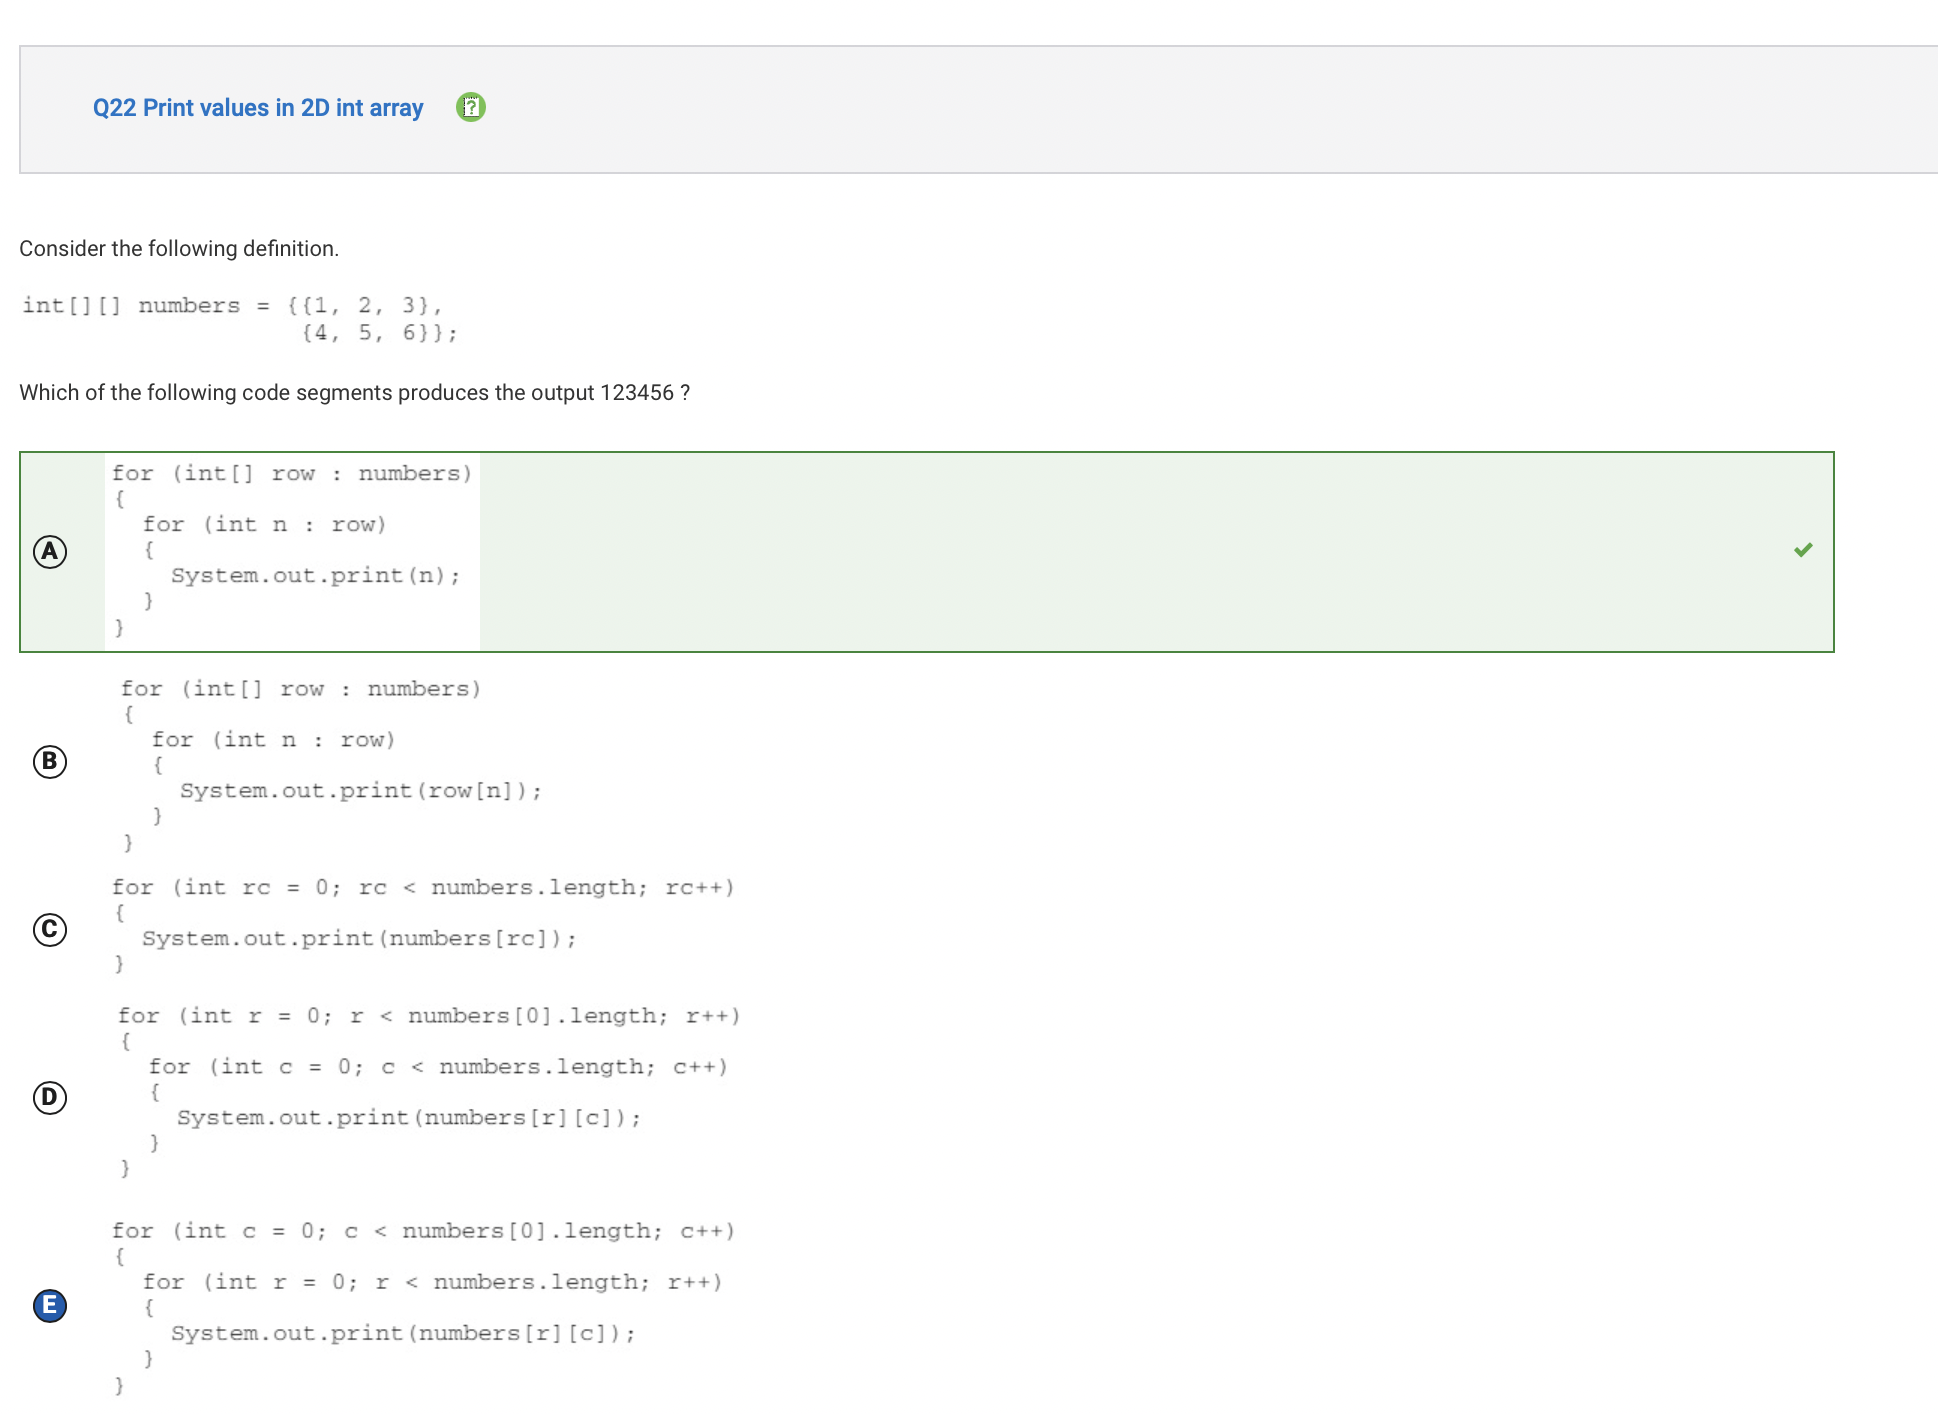 Q22 Print values in 2D int array
Consider the following definition.
int[][] numbers = {{1, 2, 3},
{4, 5, 6}};
Which of the following code segments produces the output 123456 ?
A
for (int[] row : numbers)
{
for (int n : row)
{
System.out.print(n);
}
}
B
for (int[] row : numbers)
{
for (int n : row)
{
System.out.print(row[n]);
}
}
C
for (int rc = 0; rc < numbers.length; rc++)
{
System.out.print(numbers[rc]);
}
D
for (int r = 0; r < numbers[0].length; r++)
{
for (int c = 0; c < numbers.length; c++)
{
System.out.print(numbers[r][c]);
}
}
E
for (int c = 0; c < numbers[0].length; c++)
{
for (int r = 0; r < numbers.length; r++)
{
System.out.print(numbers[r][c]);
}
}